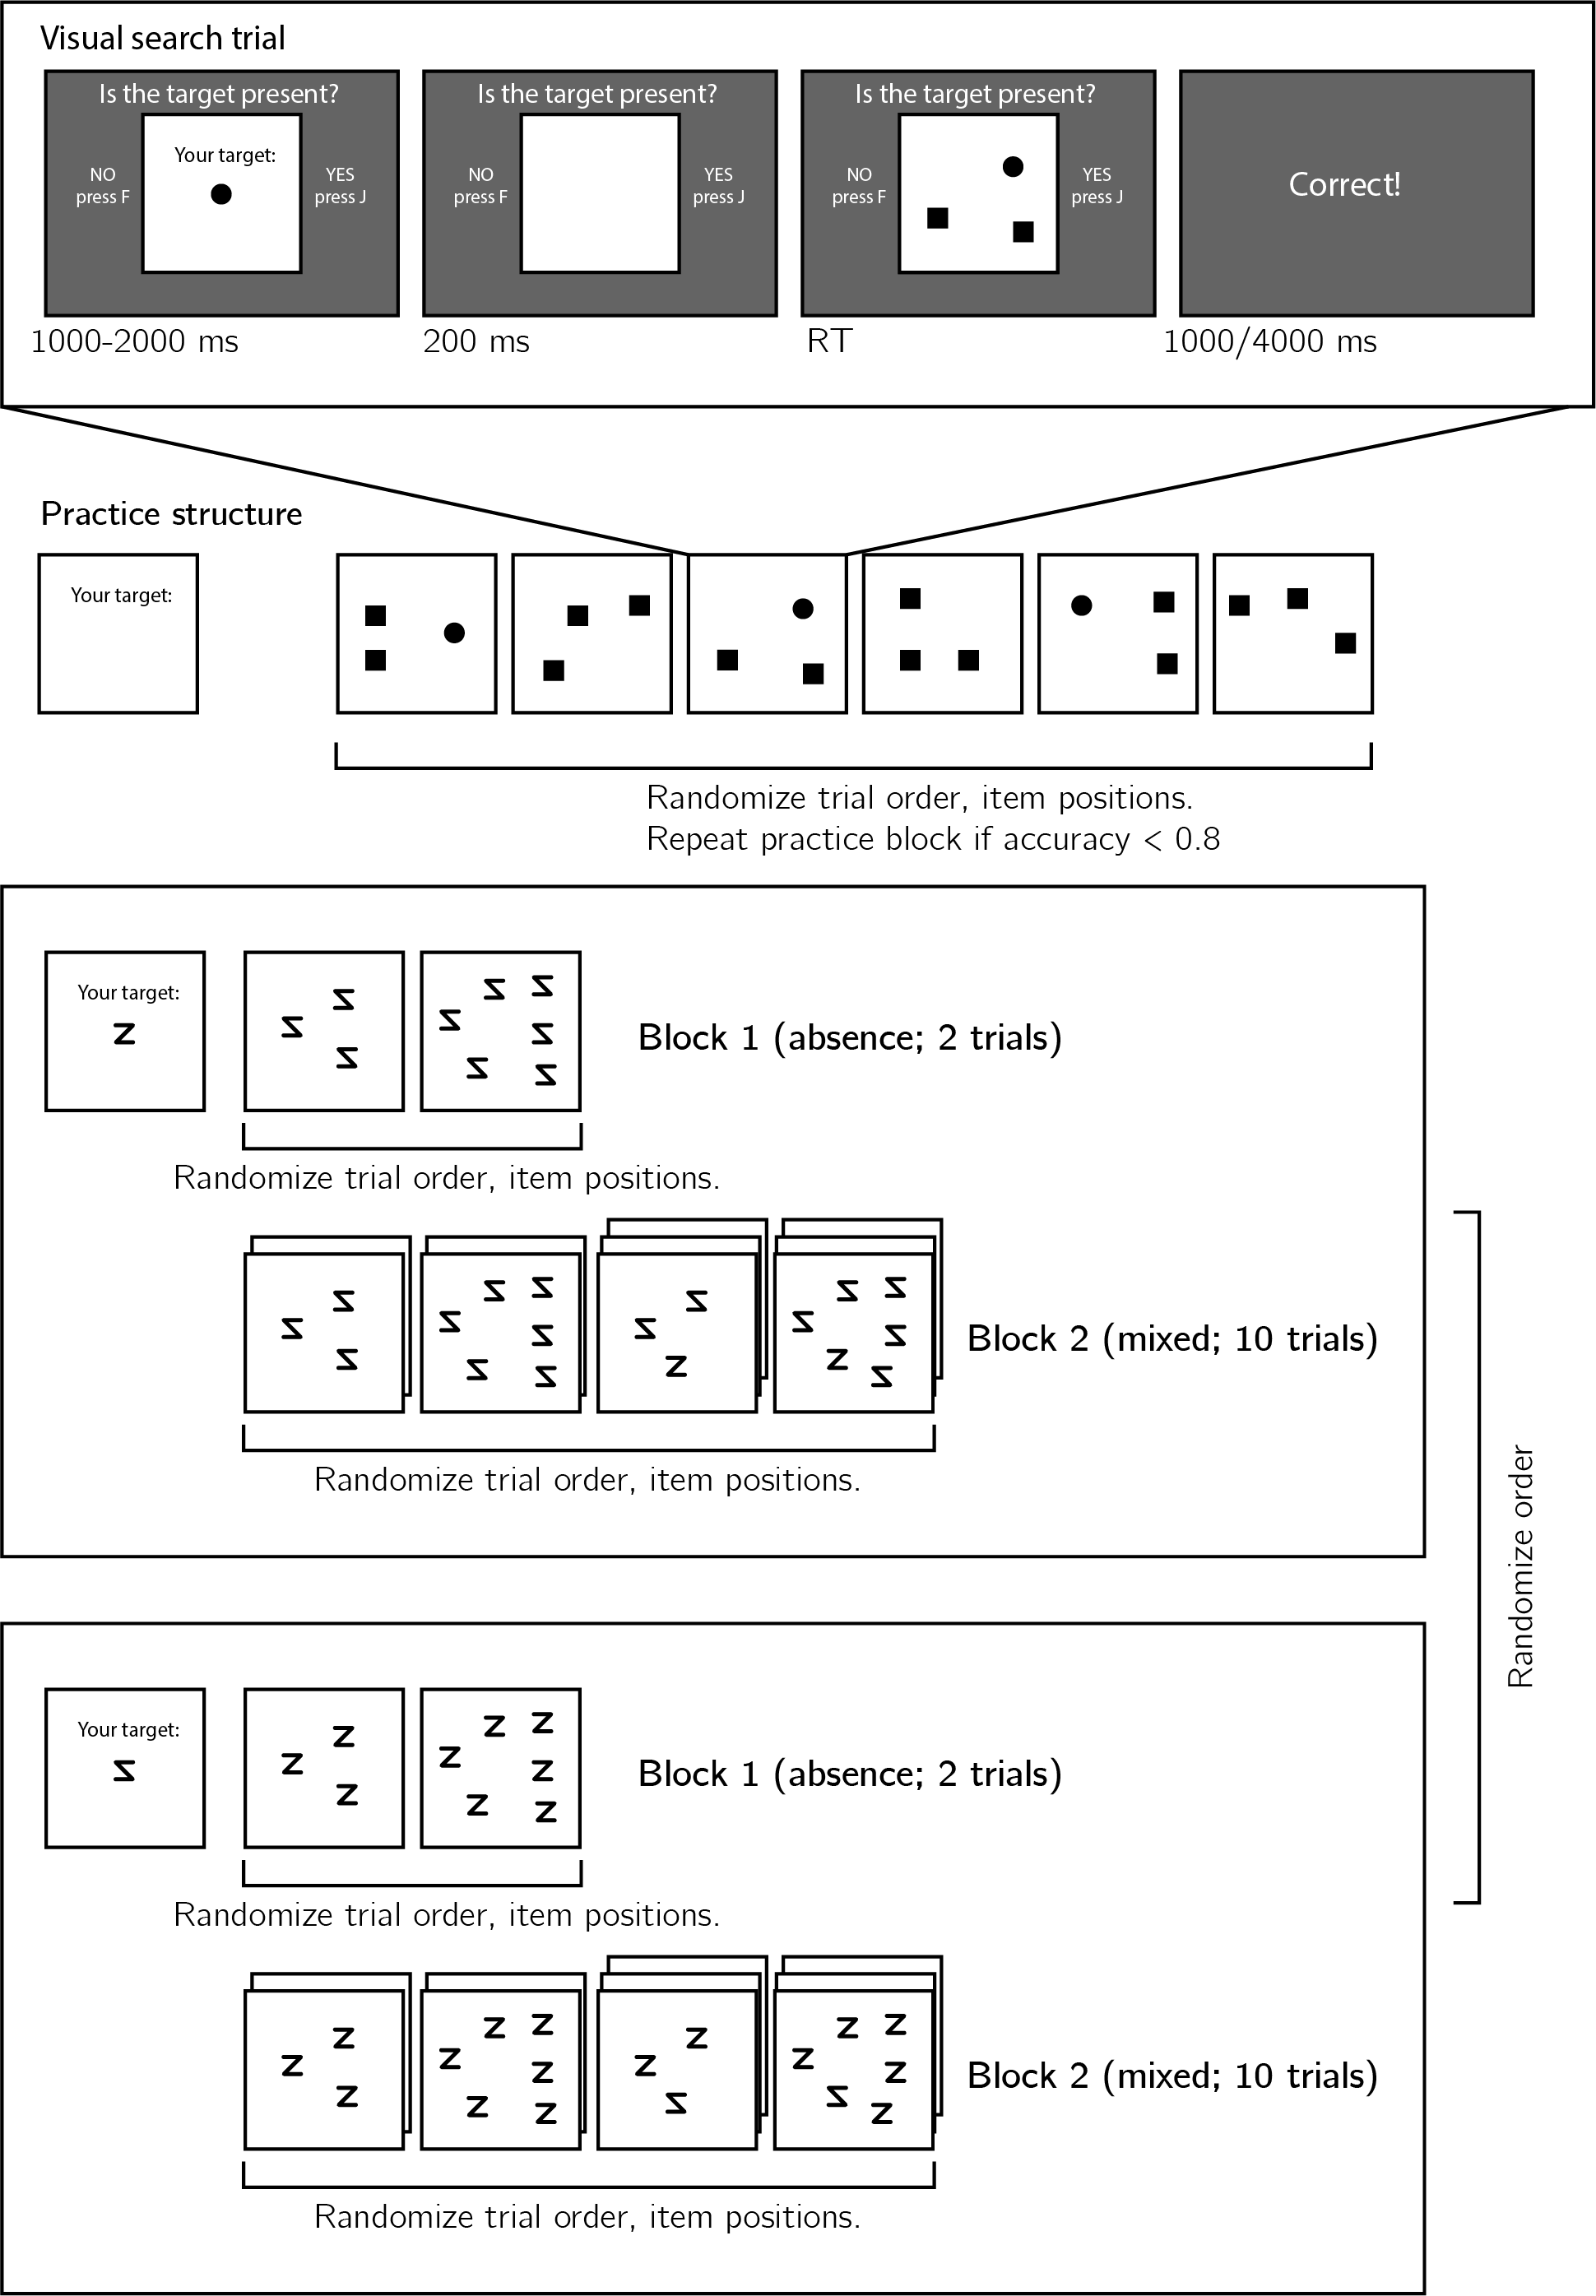 Visual search trial
Is the target present?
Your target:
NO
press F
YES
press J
1000-2000 ms
Is the target present?
NO
press F
YES
press J
200 ms
Is the target present?
NO
press F
YES
press J
RT
Correct!
1000/4000 ms
Practice structure
Your target:
Randomize trial order, item positions.
Repeat practice block if accuracy < 0.8
Your target:
Z
Block 1 (absence; 2 trials)
Randomize trial order, item positions.
Block 2 (mixed; 10 trials)
Randomize trial order, item positions.
Randomize order
Your target:
Block 1 (absence; 2 trials)
Z Z Z
Z Z Z Z Z Z
Randomize trial order, item positions.
Block 2 (mixed; 10 trials)
Randomize trial order, item positions.